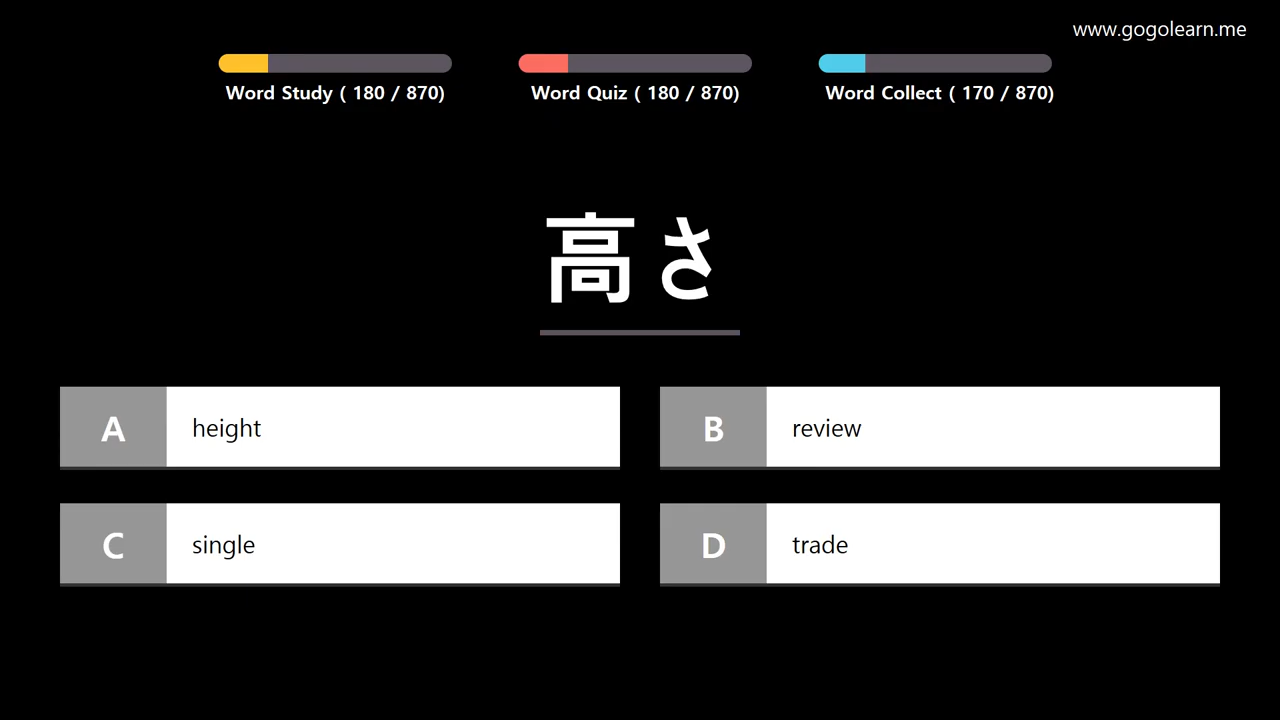 www.gogolearn.me
Word Study ( 180 / 870)
Word Quiz ( 180 / 870)
Word Collect ( 170 / 870)
高さ
A height
B review
C single
D trade